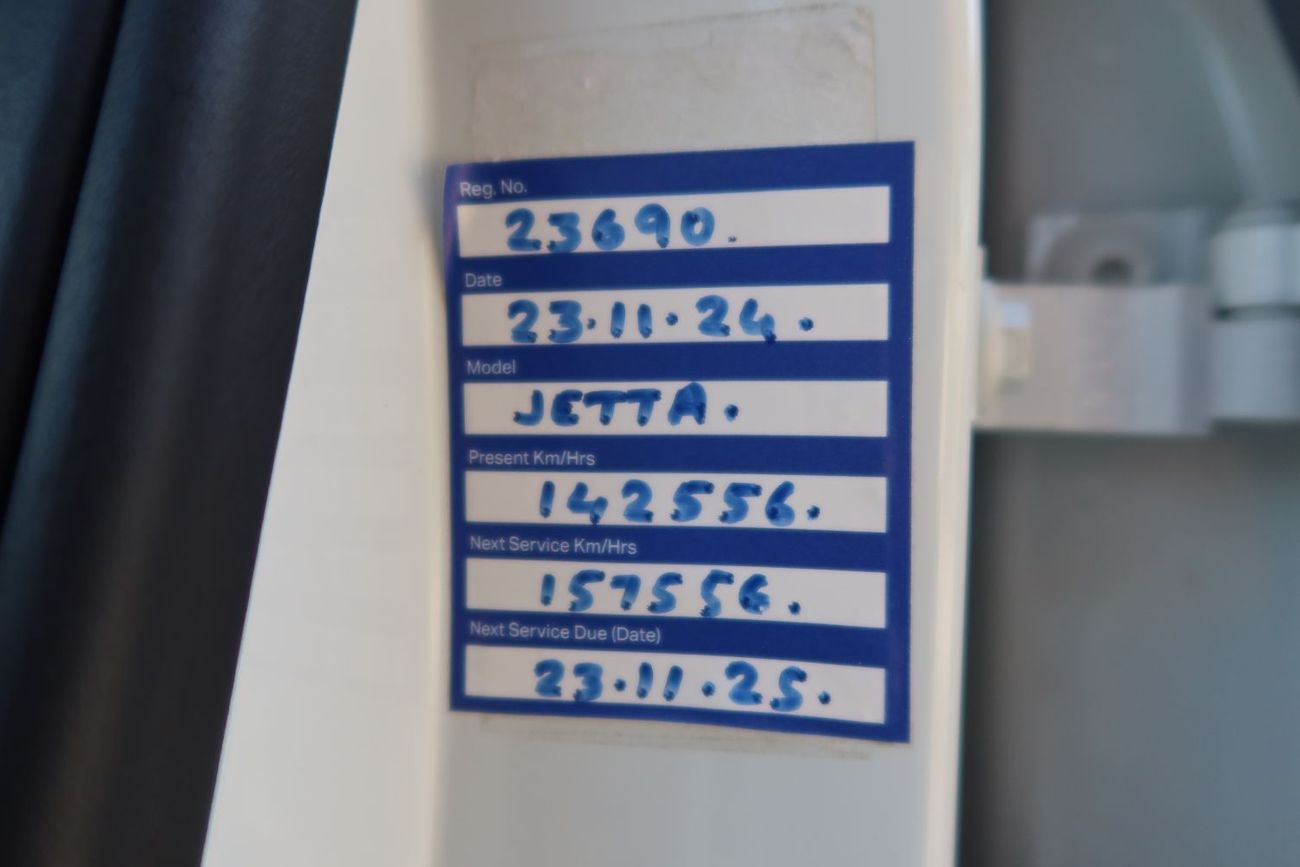 Reg. No.
23690.
Date
23.11.24.
Model
JETTA.
Present Km/Hrs
142556.
Next Service Km/Hrs
157556.
Next Service Due (Date)
23.11.25.